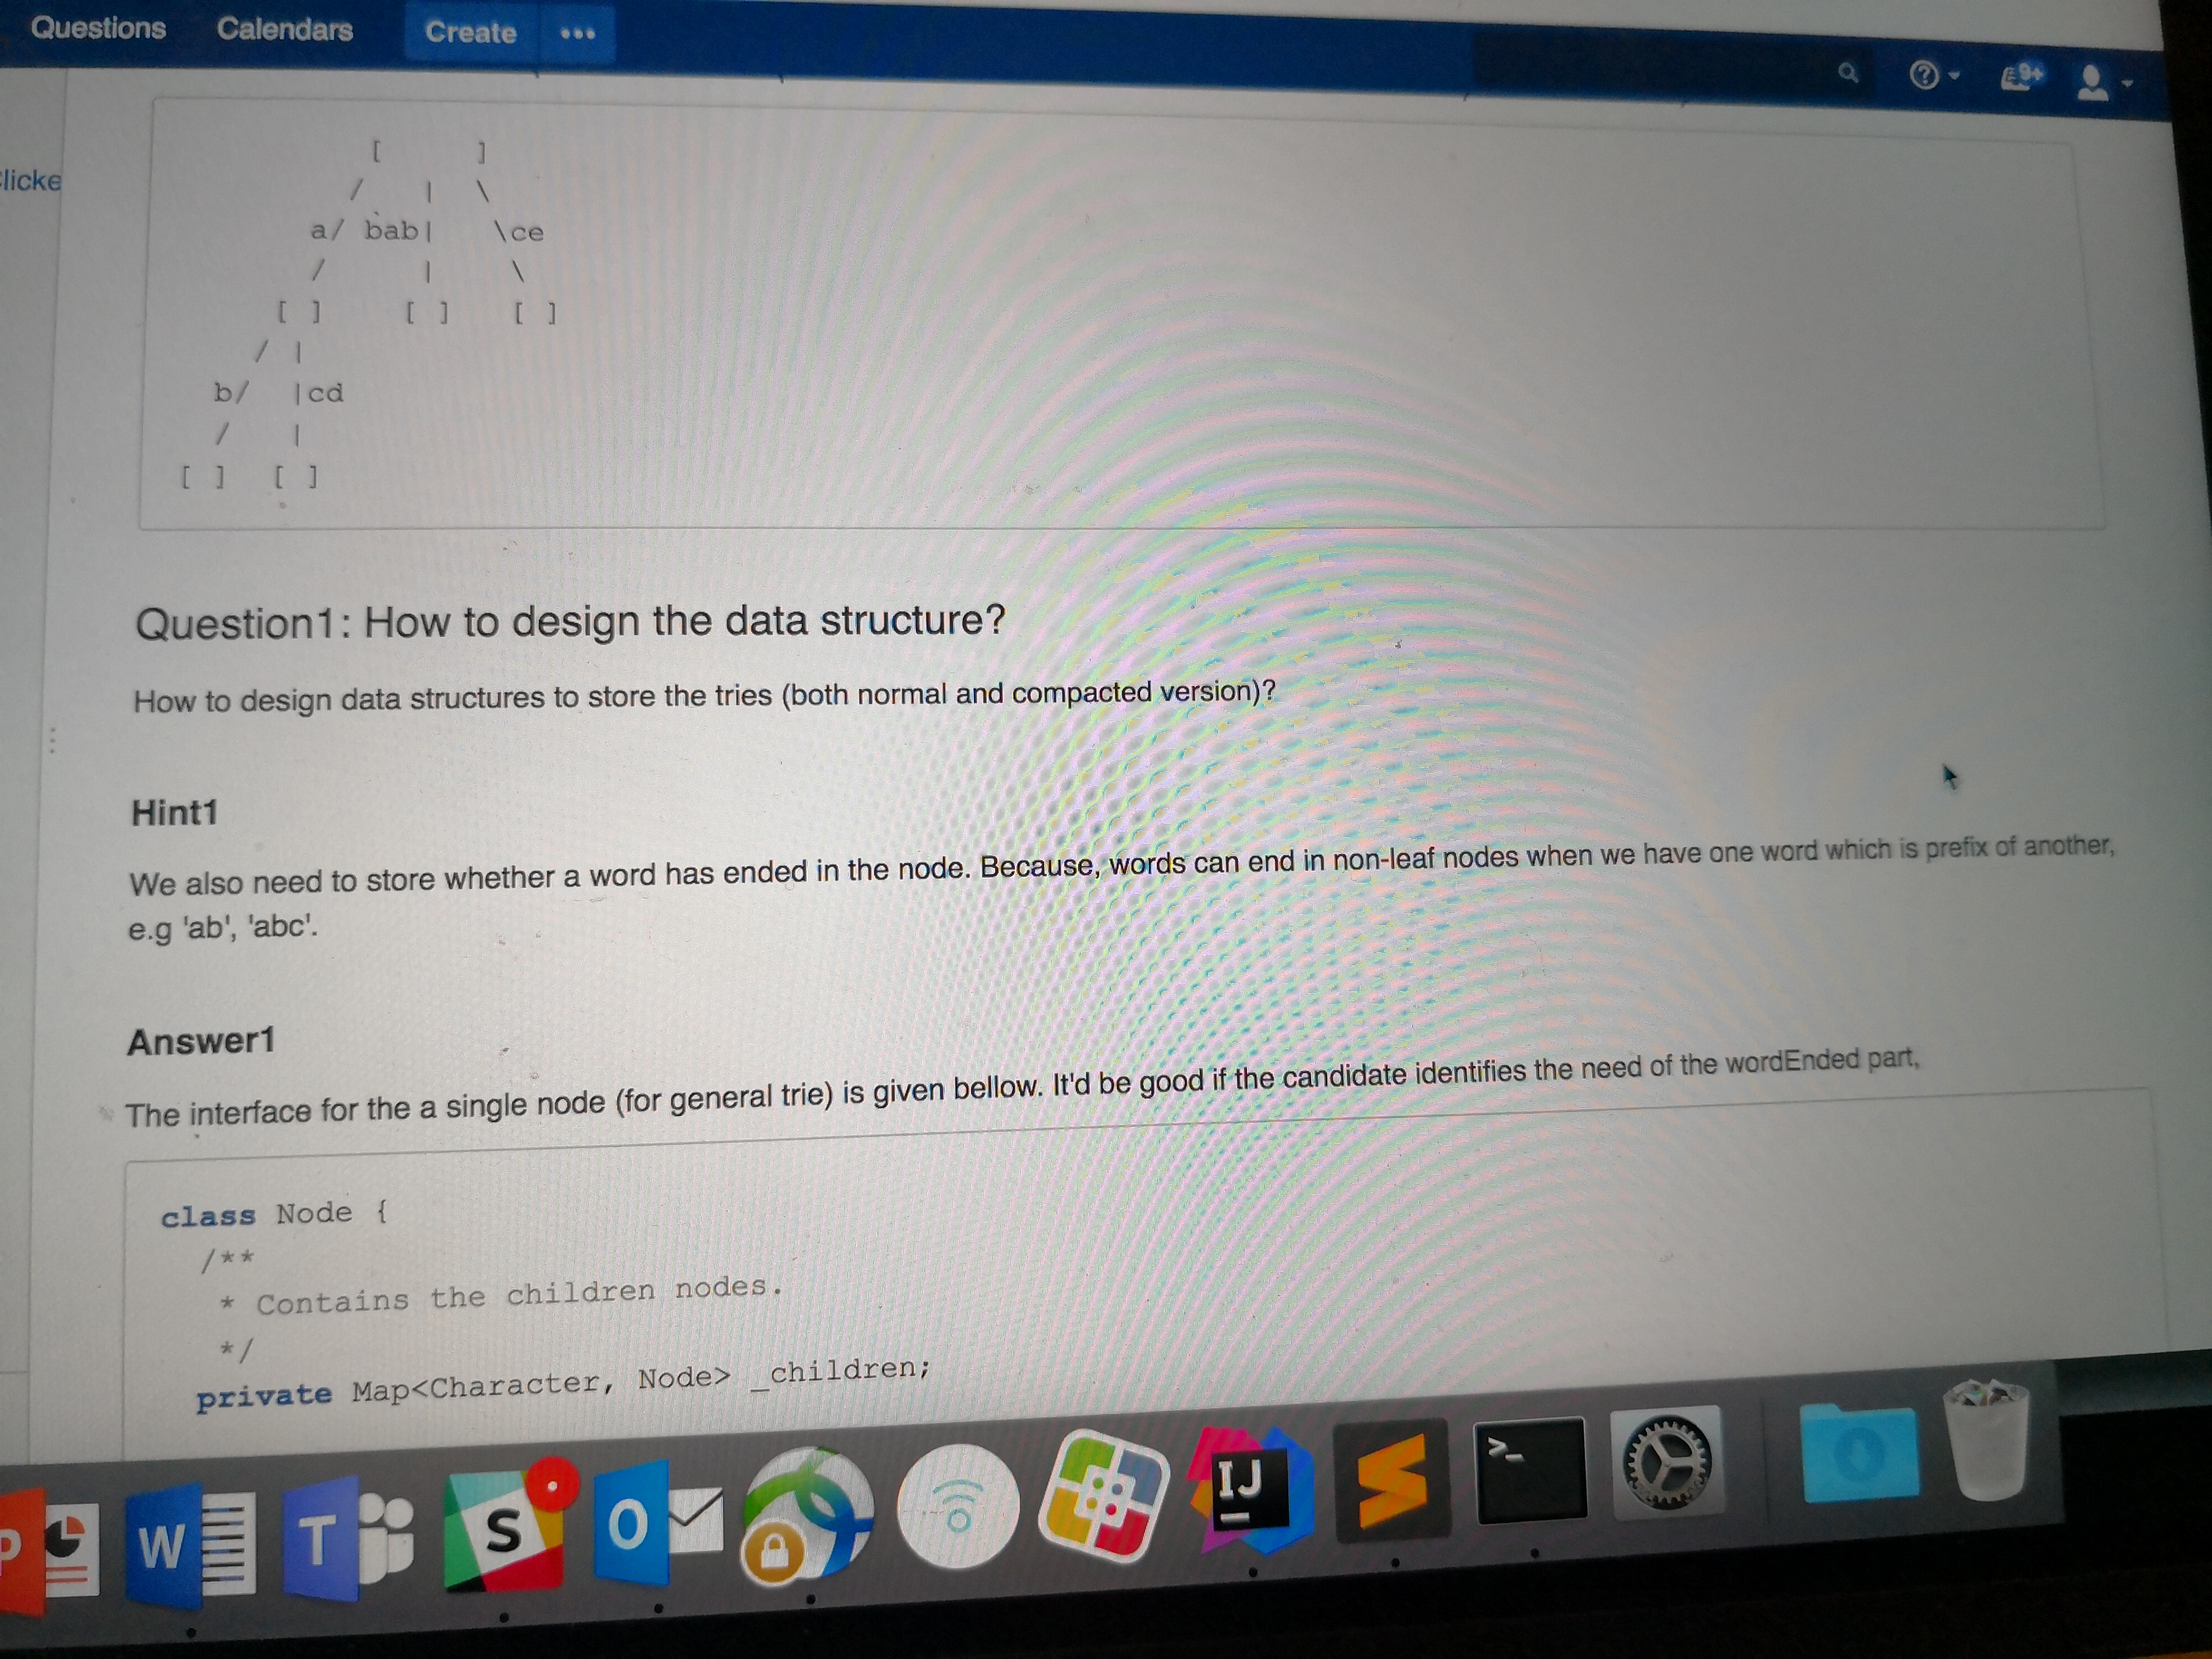 Questions Calendars Create •••
9+
licke
[ ]
/ | \
a/ bab| \ce
/ | \
[ ] [ ] [ ]
/ |
b/ |cd
/ |
[ ] [ ]
Question1: How to design the data structure?
How to design data structures to store the tries (both normal and compacted version)?
Hint1
We also need to store whether a word has ended in the node. Because, words can end in non-leaf nodes when we have one word which is prefix of another,
e.g 'ab', 'abc'.
Answer1
The interface for the a single node (for general trie) is given bellow. It'd be good if the candidate identifies the need of the wordEnded part,
class Node {
/**
* Contains the children nodes.
*/
private Map<Character, Node> _children;
P W T S O IJ >_